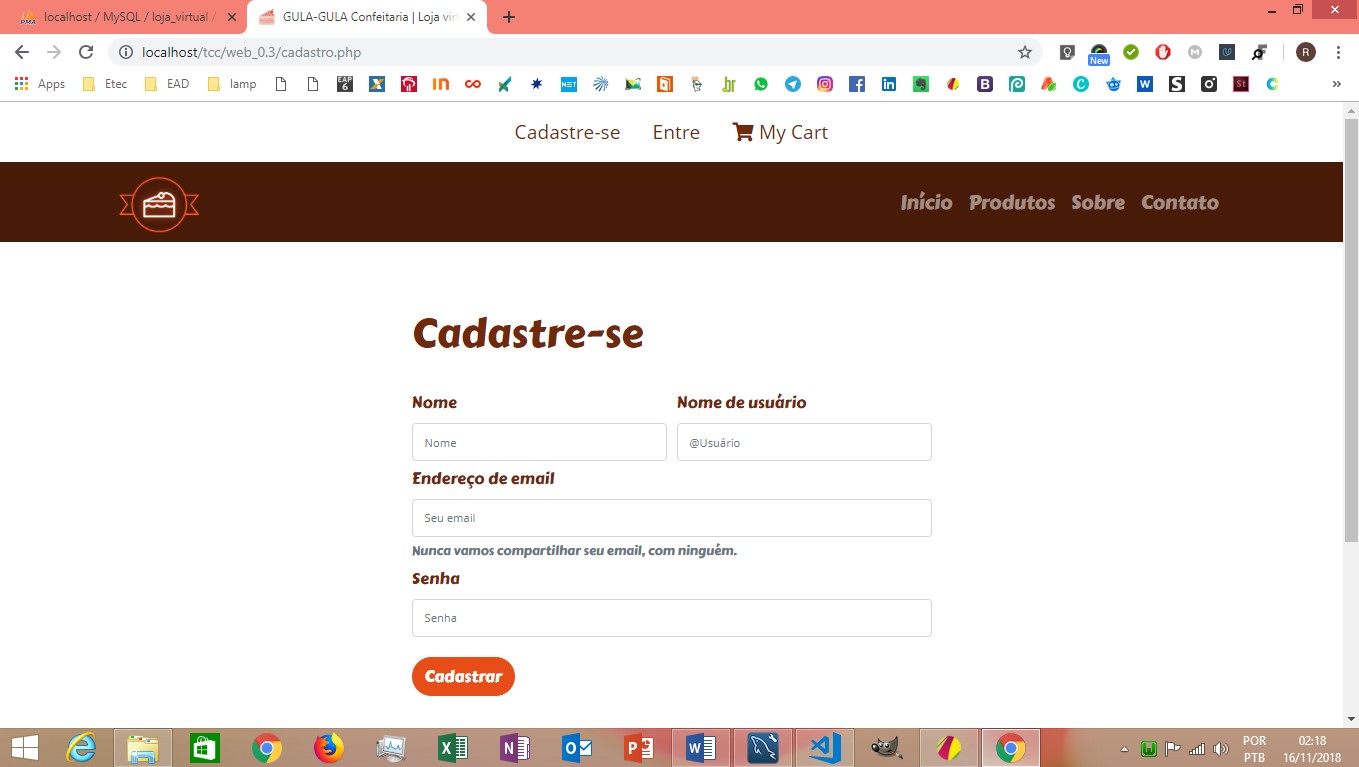 localhost / MySQL / loja_virtual /
GULA-GULA Confeitaria | Loja vir
localhost/tcc/web_0.3/cadastro.php
New
R
Apps
Etec
EAD
lamp
Cadastre-se
Entre
My Cart
Início
Produtos
Sobre
Contato
Cadastre-se
Nome
Nome de usuário
Nome
@Usuário
Endereço de email
Seu email
Nunca vamos compartilhar seu email, com ninguém.
Senha
Senha
Cadastrar
POR
02:18
PTB
16/11/2018